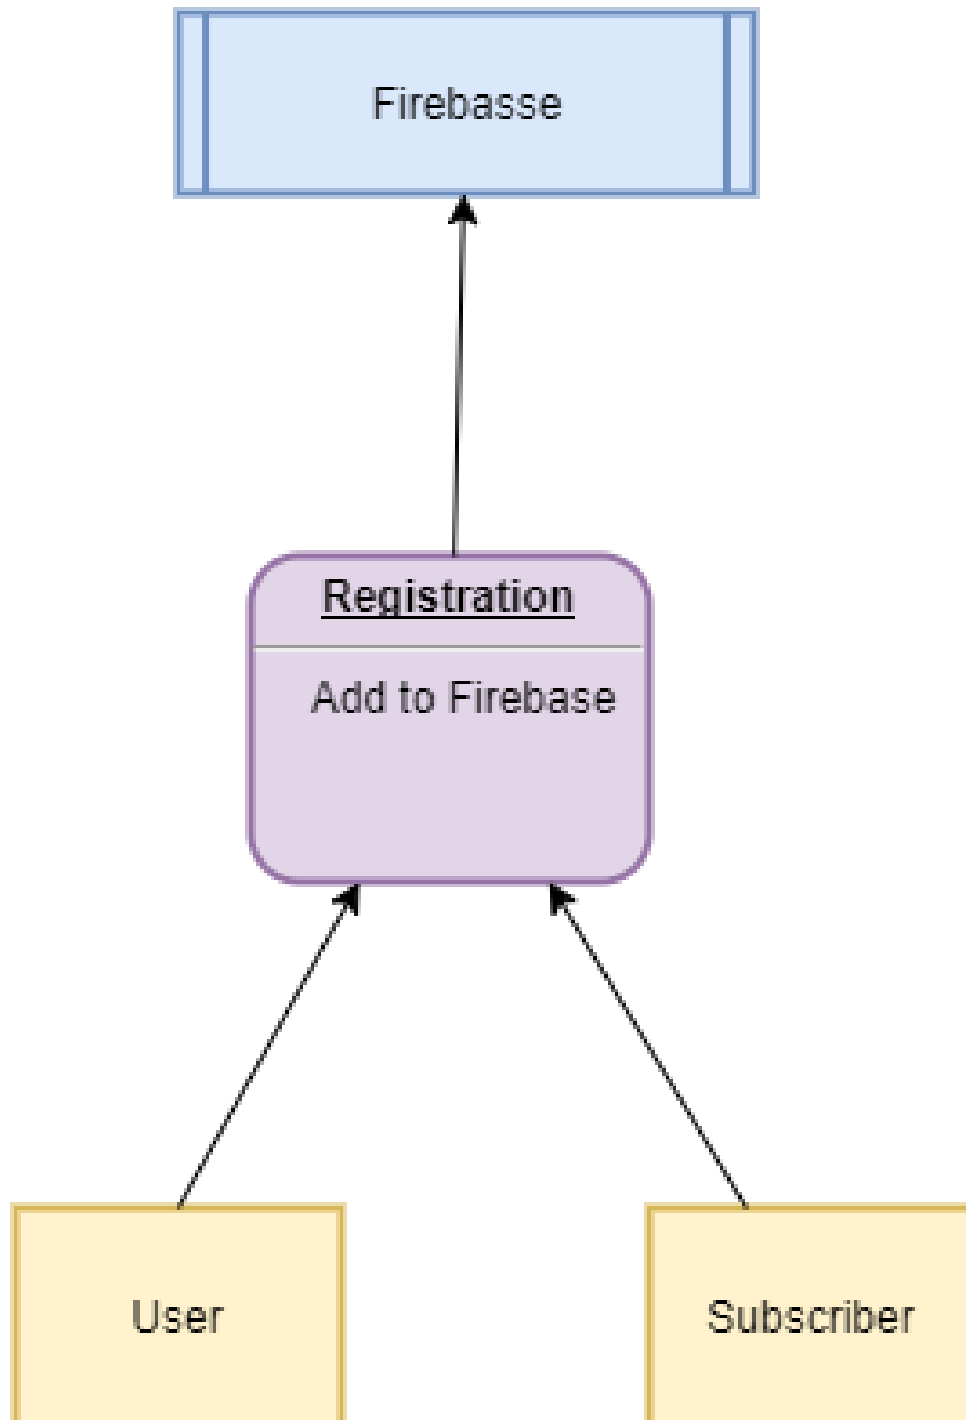 Firebasse
Registration
Add to Firebase
User
Subscriber